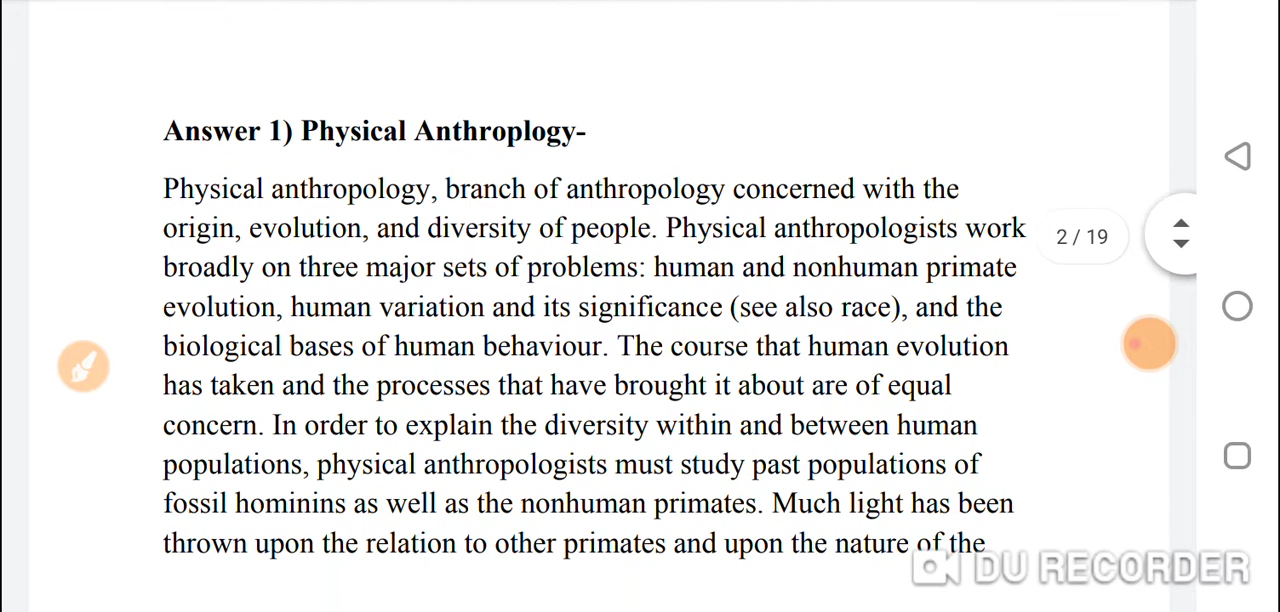 Answer 1) Physical Anthroplogy-
Physical anthropology, branch of anthropology concerned with the
origin, evolution, and diversity of people. Physical anthropologists work
broadly on three major sets of problems: human and nonhuman primate
evolution, human variation and its significance (see also race), and the
biological bases of human behaviour. The course that human evolution
has taken and the processes that have brought it about are of equal
concern. In order to explain the diversity within and between human
populations, physical anthropologists must study past populations of
fossil hominins as well as the nonhuman primates. Much light has been
thrown upon the relation to other primates and upon the nature of the
2 / 19
DU RECORDER